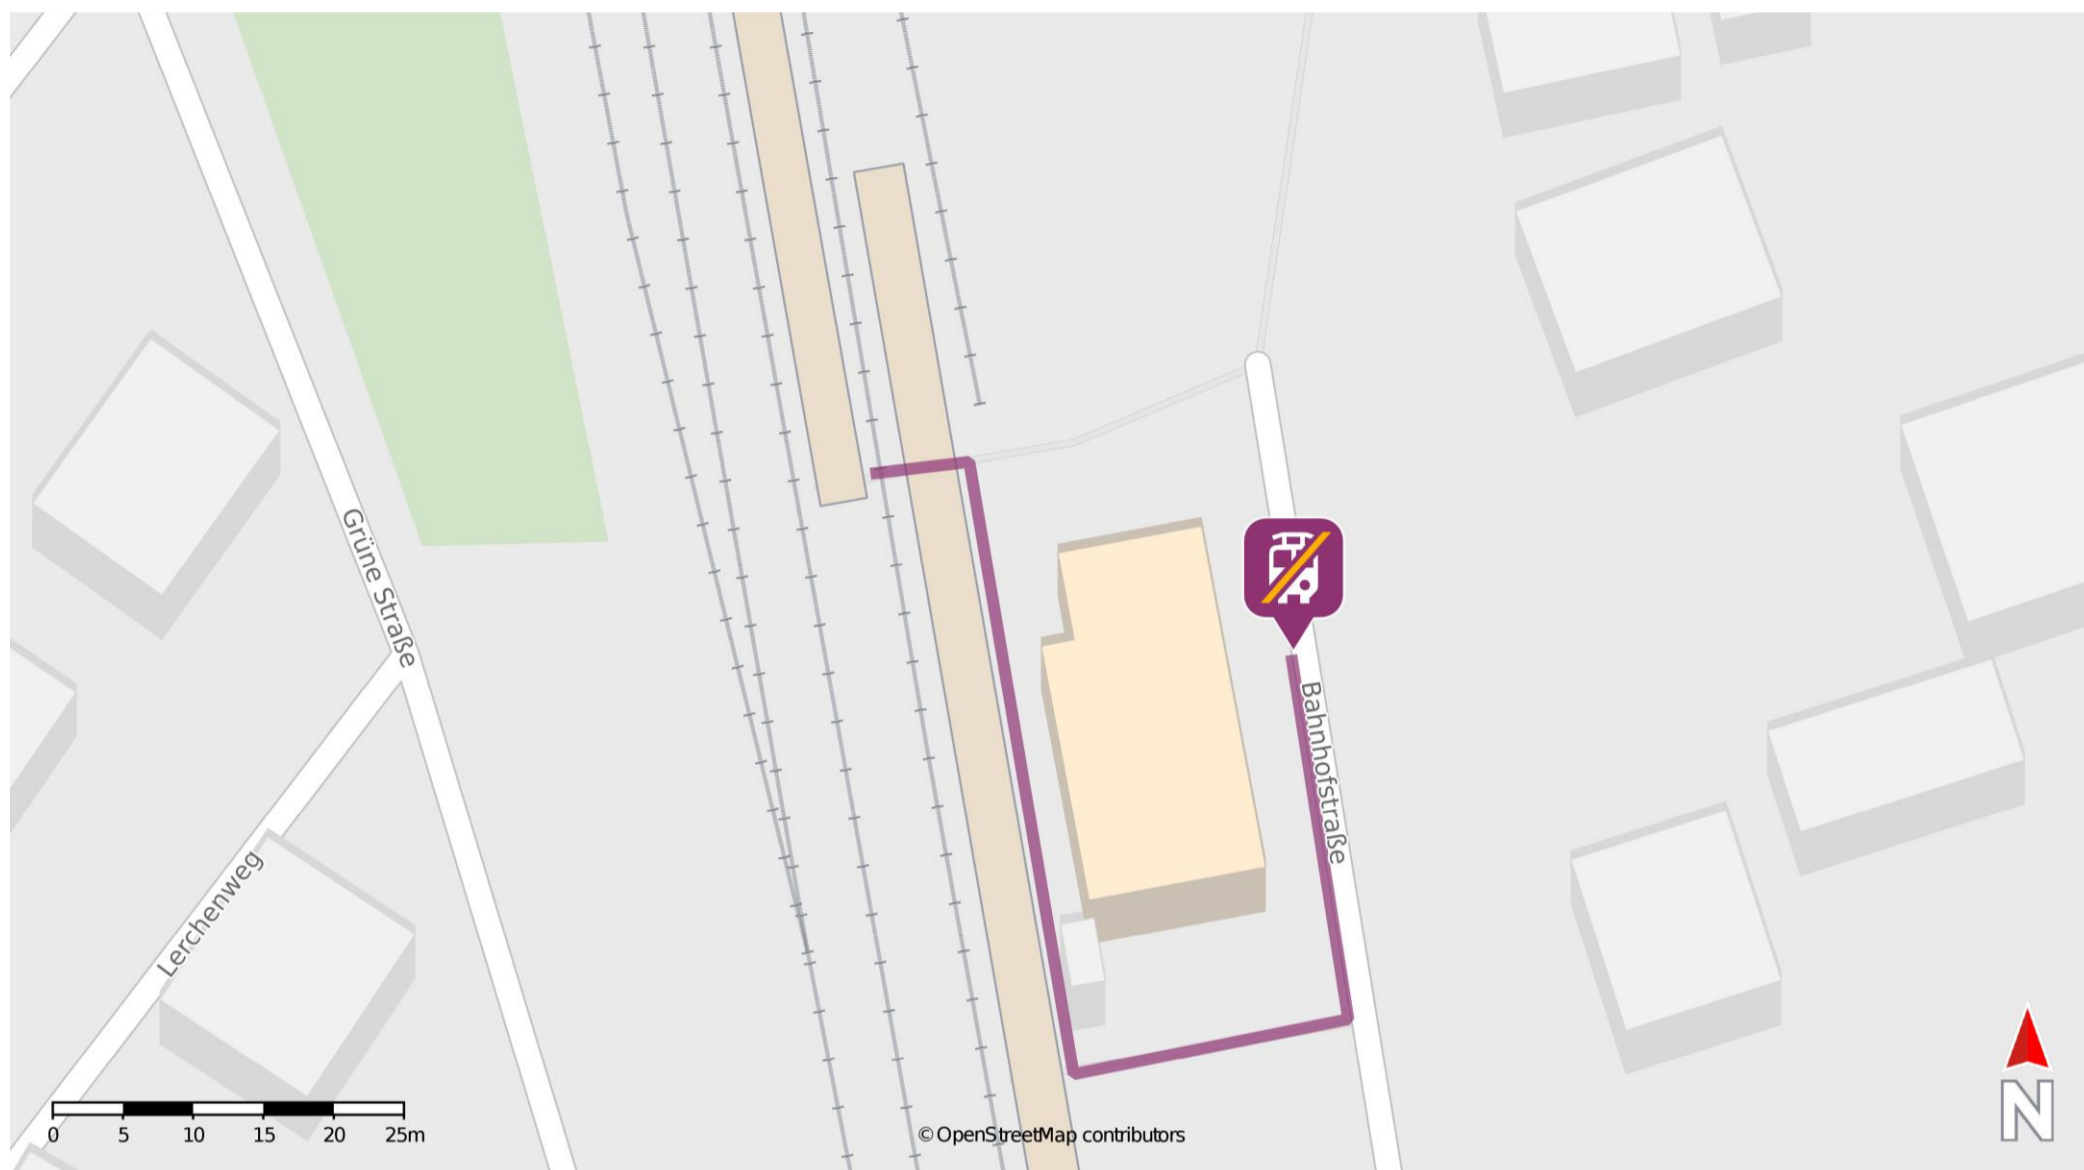 Grüne Straße
Bahnhofstraße
Lerchenweg
0 5 10 15 20 25m
© OpenStreetMap contributors
N